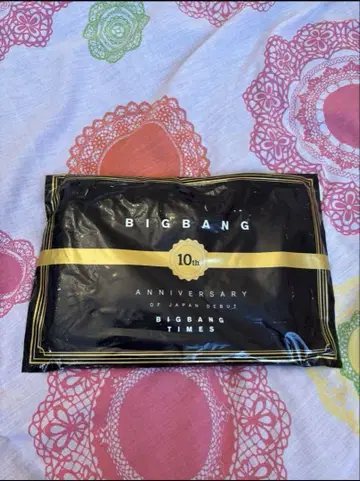 BIGBANG
10th
ANNIVERSARY
OF JAPAN DEBUT
BIGBANG
TIMES